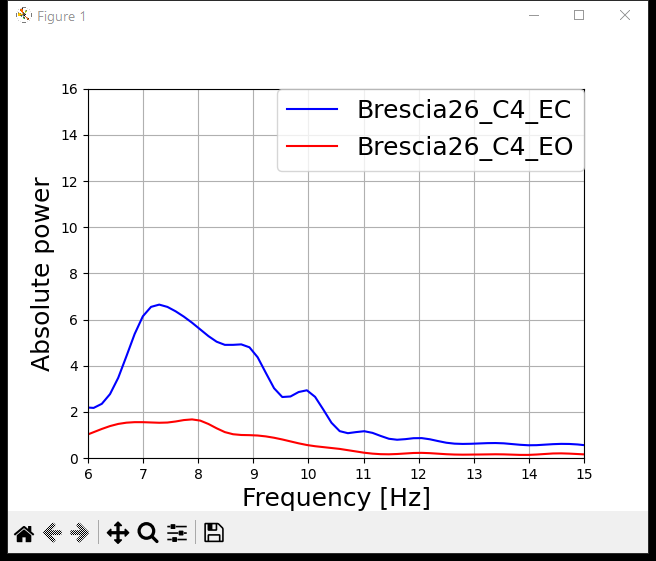 Figure 1
Brescia26_C4_EC
Brescia26_C4_EO
Absolute power
16
14
12
10
8
6
4
2
0
6 7 8 9 10 11 12 13 14 15
Frequency [Hz]